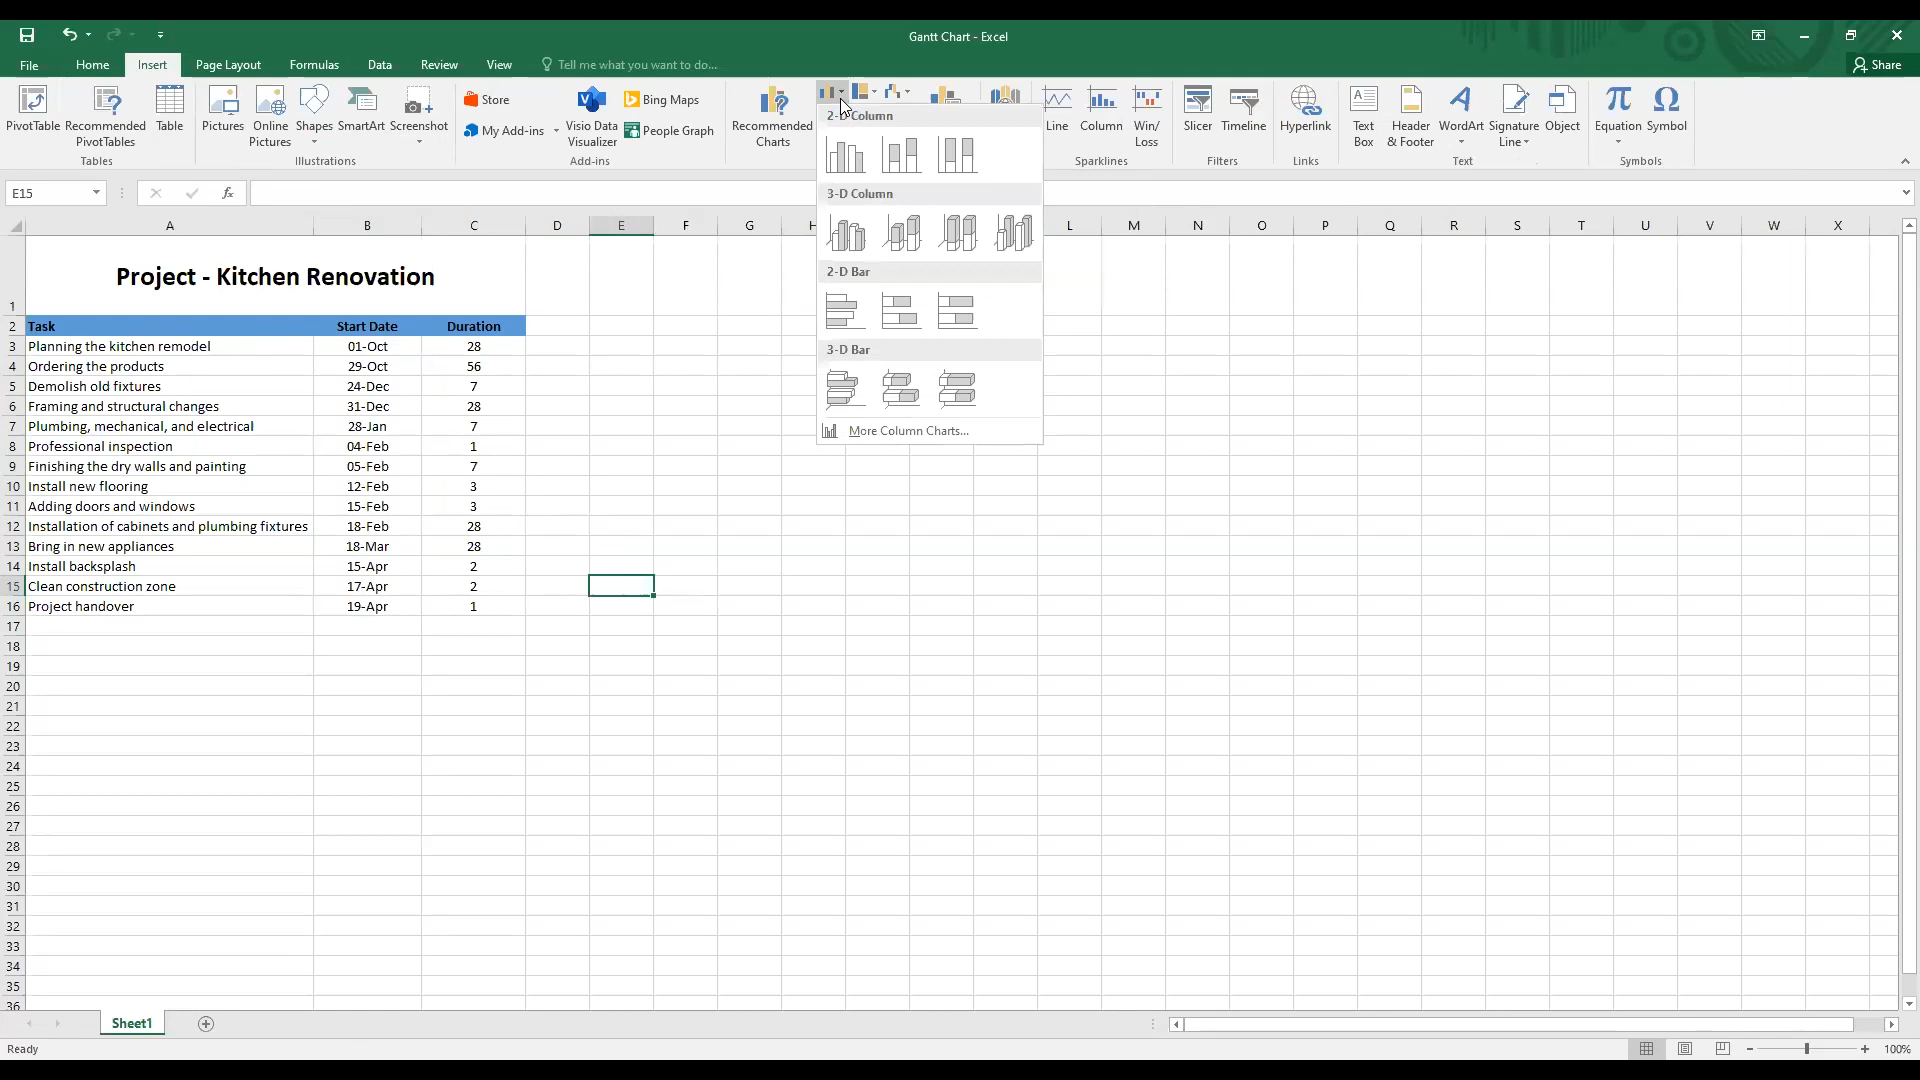 Gantt Chart - Excel
File Home Insert Page Layout Formulas Data Review View Tell me what you want to do... Share
PivotTable Recommended PivotTables Table
Tables
Pictures Online Pictures Shapes SmartArt Screenshot
Illustrations
Store
My Add-ins
Visio Data Visualizer
Bing Maps
People Graph
Add-ins
Recommended Charts
Line Column Win/Loss
Sparklines
Slicer Timeline
Filters
Hyperlink
Links
Text Box Header & Footer WordArt Signature Line Object
Text
Equation Symbol
Symbols
2-D Column
3-D Column
2-D Bar
3-D Bar
More Column Charts...
E15 fx
A B C D E F G H L M N O P Q R S T U V W X
1 Project - Kitchen Renovation
2 Task Start Date Duration
3 Planning the kitchen remodel 01-Oct 28
4 Ordering the products 29-Oct 56
5 Demolish old fixtures 24-Dec 7
6 Framing and structural changes 31-Dec 28
7 Plumbing, mechanical, and electrical 28-Jan 7
8 Professional inspection 04-Feb 1
9 Finishing the dry walls and painting 05-Feb 7
10 Install new flooring 12-Feb 3
11 Adding doors and windows 15-Feb 3
12 Installation of cabinets and plumbing fixtures 18-Feb 28
13 Bring in new appliances 18-Mar 28
14 Install backsplash 15-Apr 2
15 Clean construction zone 17-Apr 2
16 Project handover 19-Apr 1
17
18
19
20
21
22
23
24
25
26
27
28
29
30
31
32
33
34
35
36
Sheet1
Ready 100%